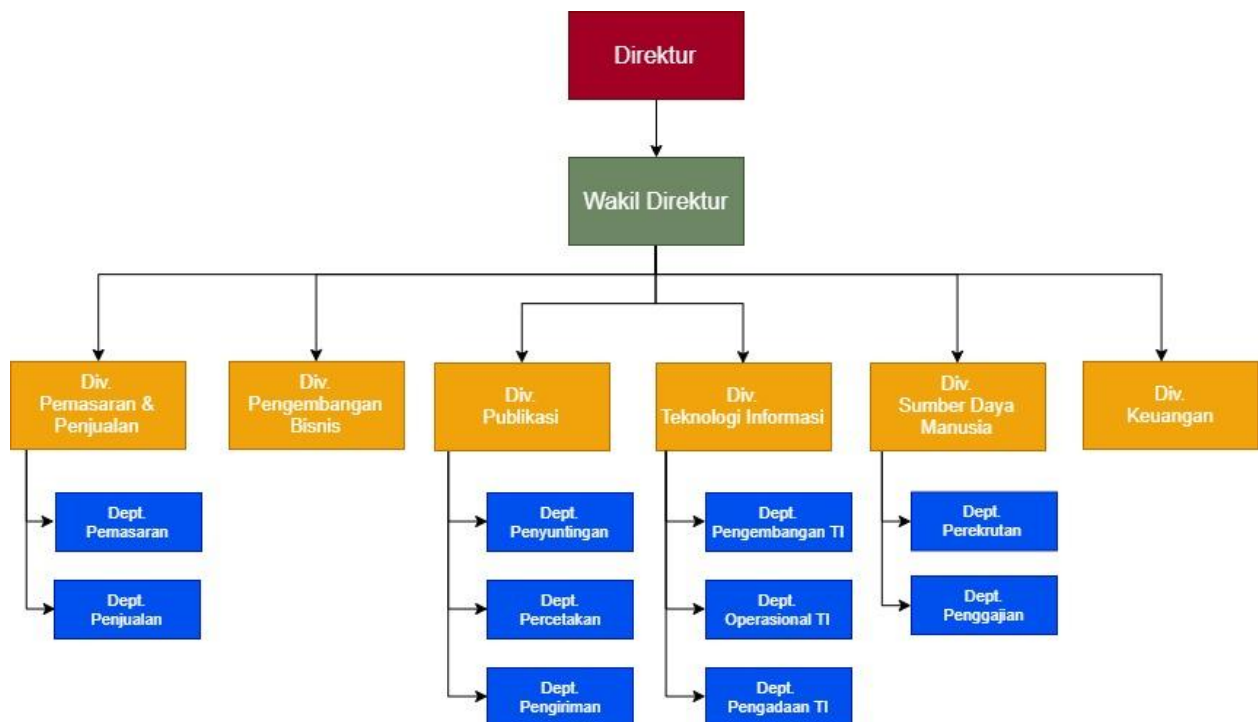 Direktur
Wakil Direktur
Div.
Pemasaran &
Penjualan
Div.
Pengembangan
Bisnis
Div.
Publikasi
Div.
Teknologi Informasi
Div.
Sumber Daya
Manusia
Div.
Keuangan
Dept.
Pemasaran
Dept.
Penjualan
Dept.
Penyuntingan
Dept.
Percetakan
Dept.
Pengiriman
Dept.
Pengembangan TI
Dept.
Operasional TI
Dept.
Pengadaan TI
Dept.
Perekrutan
Dept.
Penggajian